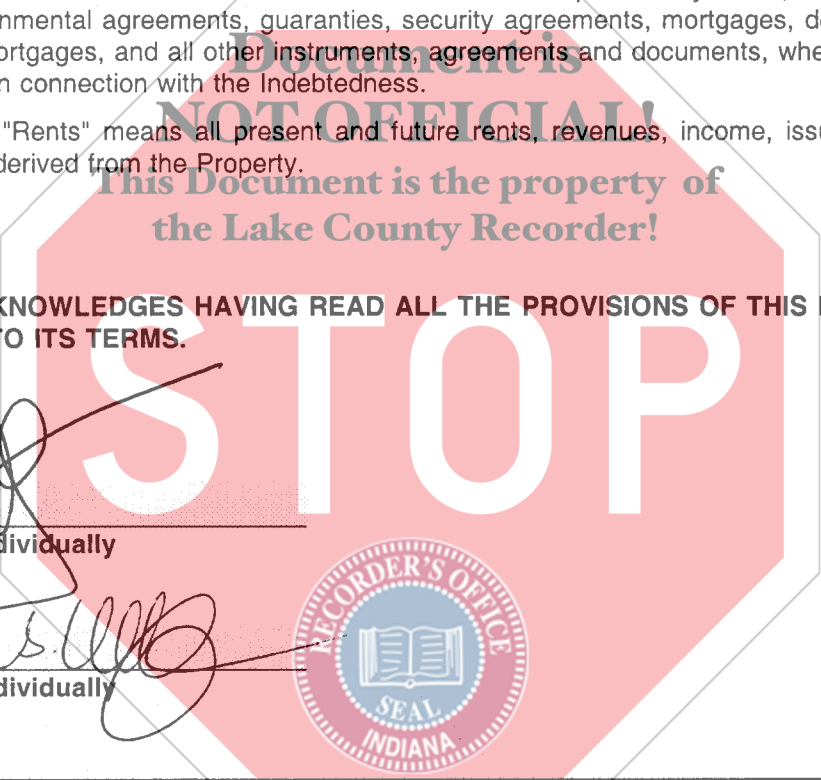 nmental agreements, guaranties, security agreements, mortgages, d
ortgages, and all other instruments, agreements and documents, whe
n connection with the Indebtedness.
"Rents" means all present and future rents, revenues, income, issu
derived from the Property.
Document is
NOT OFFICIAL!
This Document is the property of
the Lake County Recorder!
KNOWLEDGES HAVING READ ALL THE PROVISIONS OF THIS
TO ITS TERMS.
STOP
dividually
dividually
RECORDER'S OFFICE
SEAL
INDIANA